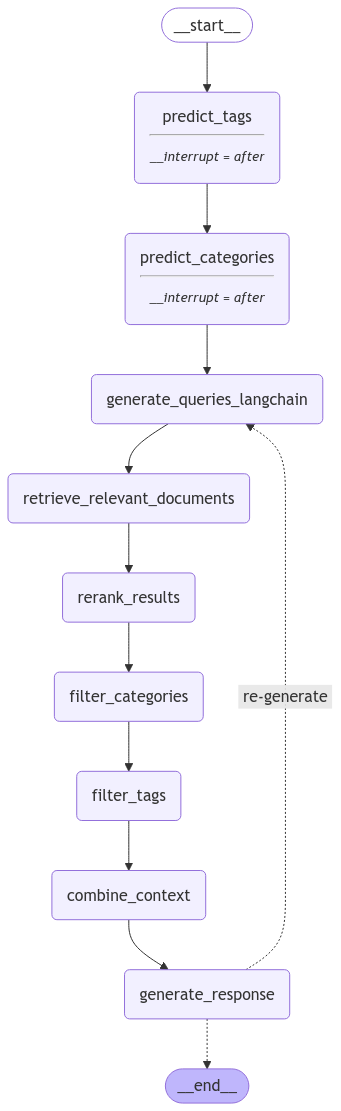 __start__
predict_tags
__interrupt = after
predict_categories
__interrupt = after
generate_queries_langchain
retrieve_relevant_documents
rerank_results
filter_categories
re-generate
filter_tags
combine_context
generate_response
__end__